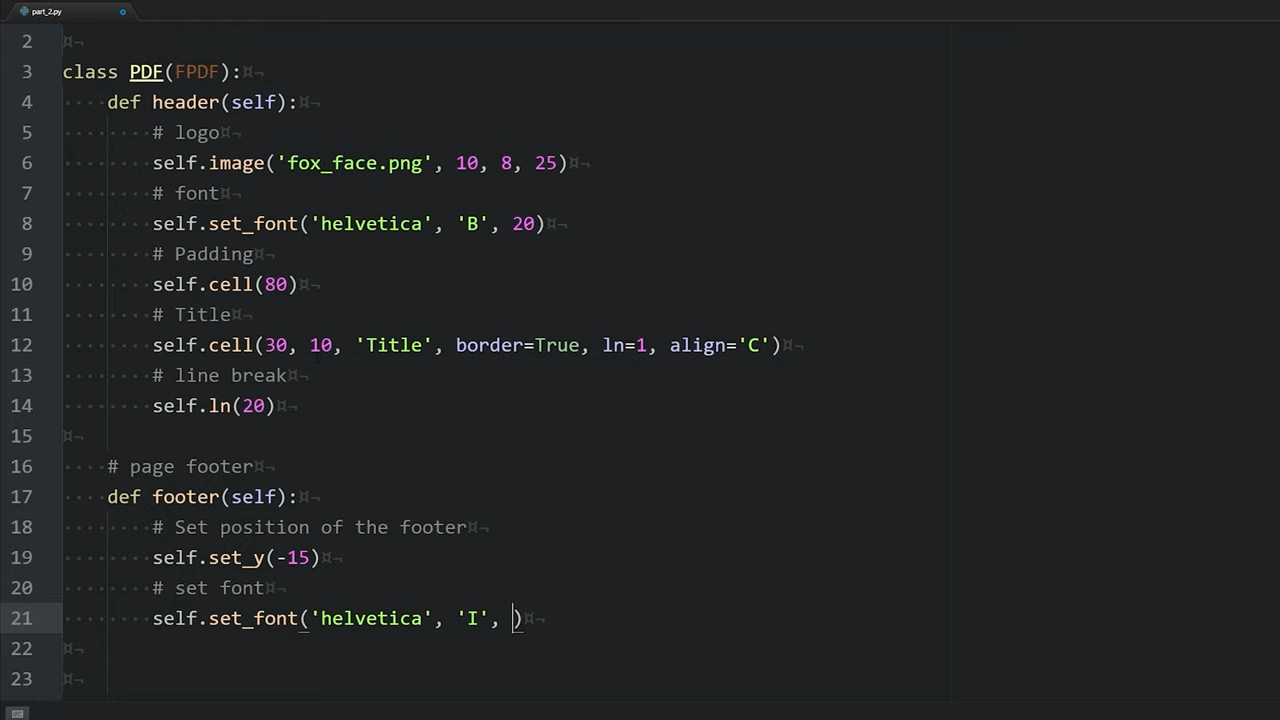 part_2.py
2
3 class PDF(FPDF):
4 def header(self):
5 # logo
6 self.image('fox_face.png', 10, 8, 25)
7 # font
8 self.set_font('helvetica', 'B', 20)
9 # Padding
10 self.cell(80)
11 # Title
12 self.cell(30, 10, 'Title', border=True, ln=1, align='C')
13 # line break
14 self.ln(20)
15
16 # page footer
17 def footer(self):
18 # Set position of the footer
19 self.set_y(-15)
20 # set font
21 self.set_font('helvetica', 'I', )
22
23